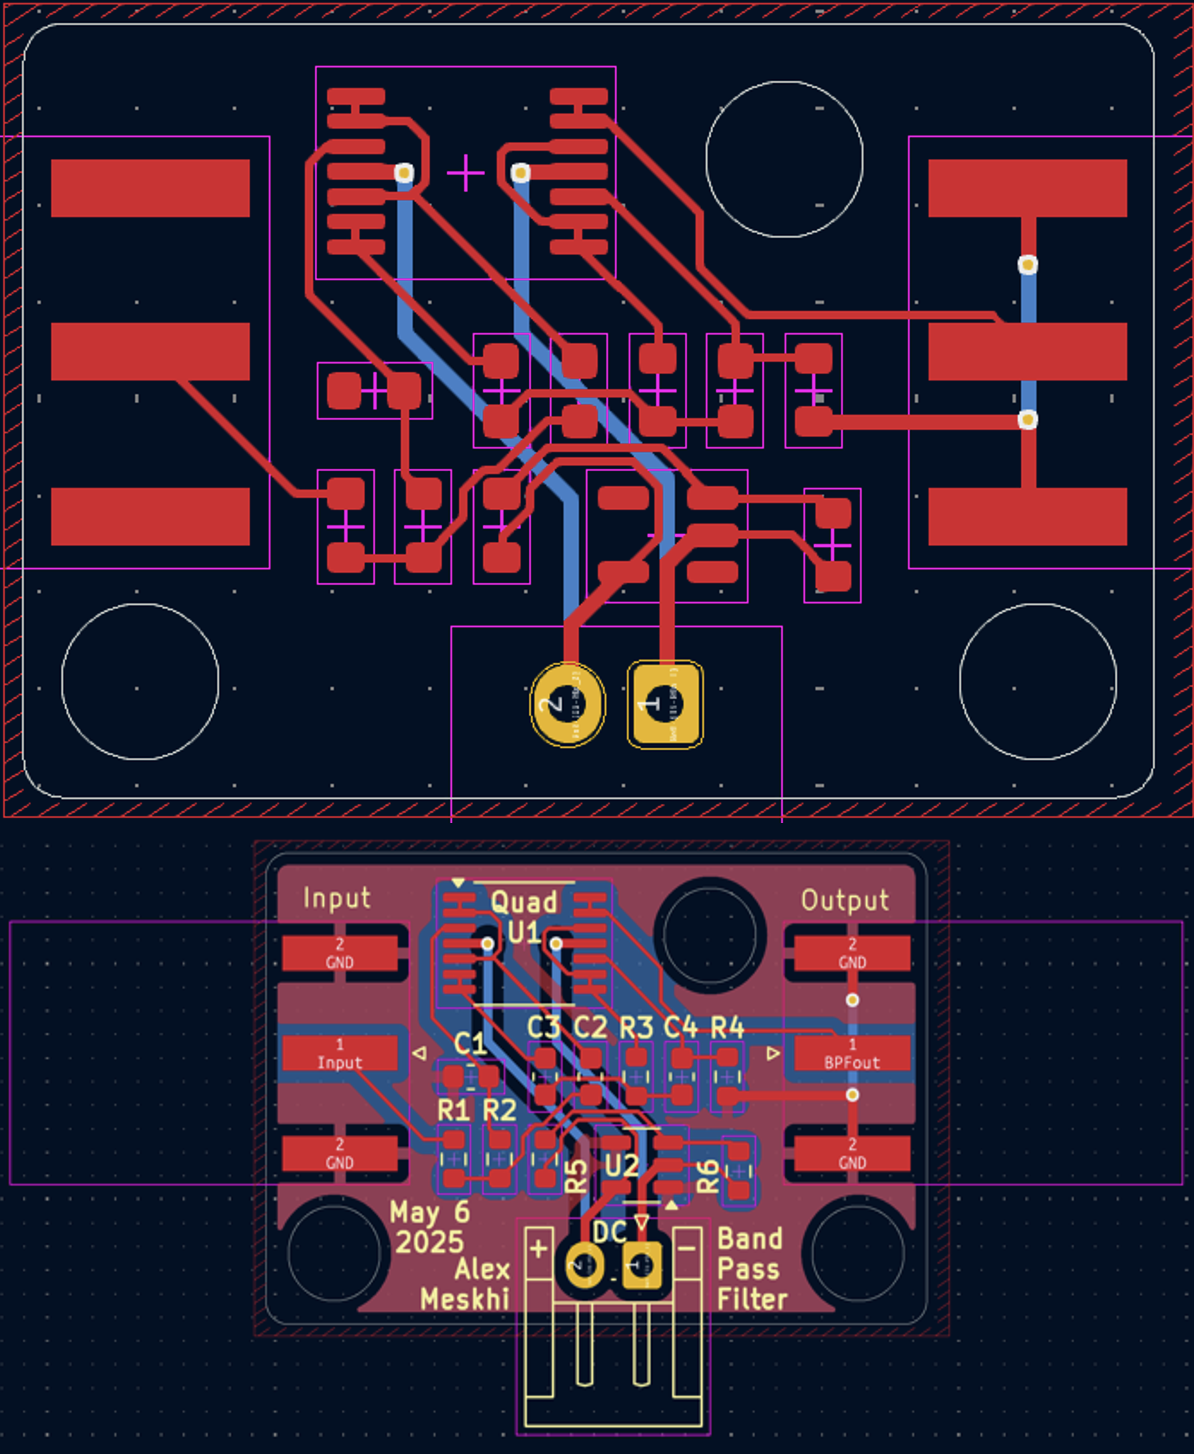 2
1
Input
Output
Quad
U1
2
GND
2
GND
C3 C2 R3 C4 R4
C1
1
Input
1
BPFout
R1 R2
2
GND
2
GND
R5
U2
R6
May 6
2025
DC
Alex
Meskhi
+
-
2
1
Band
Pass
Filter